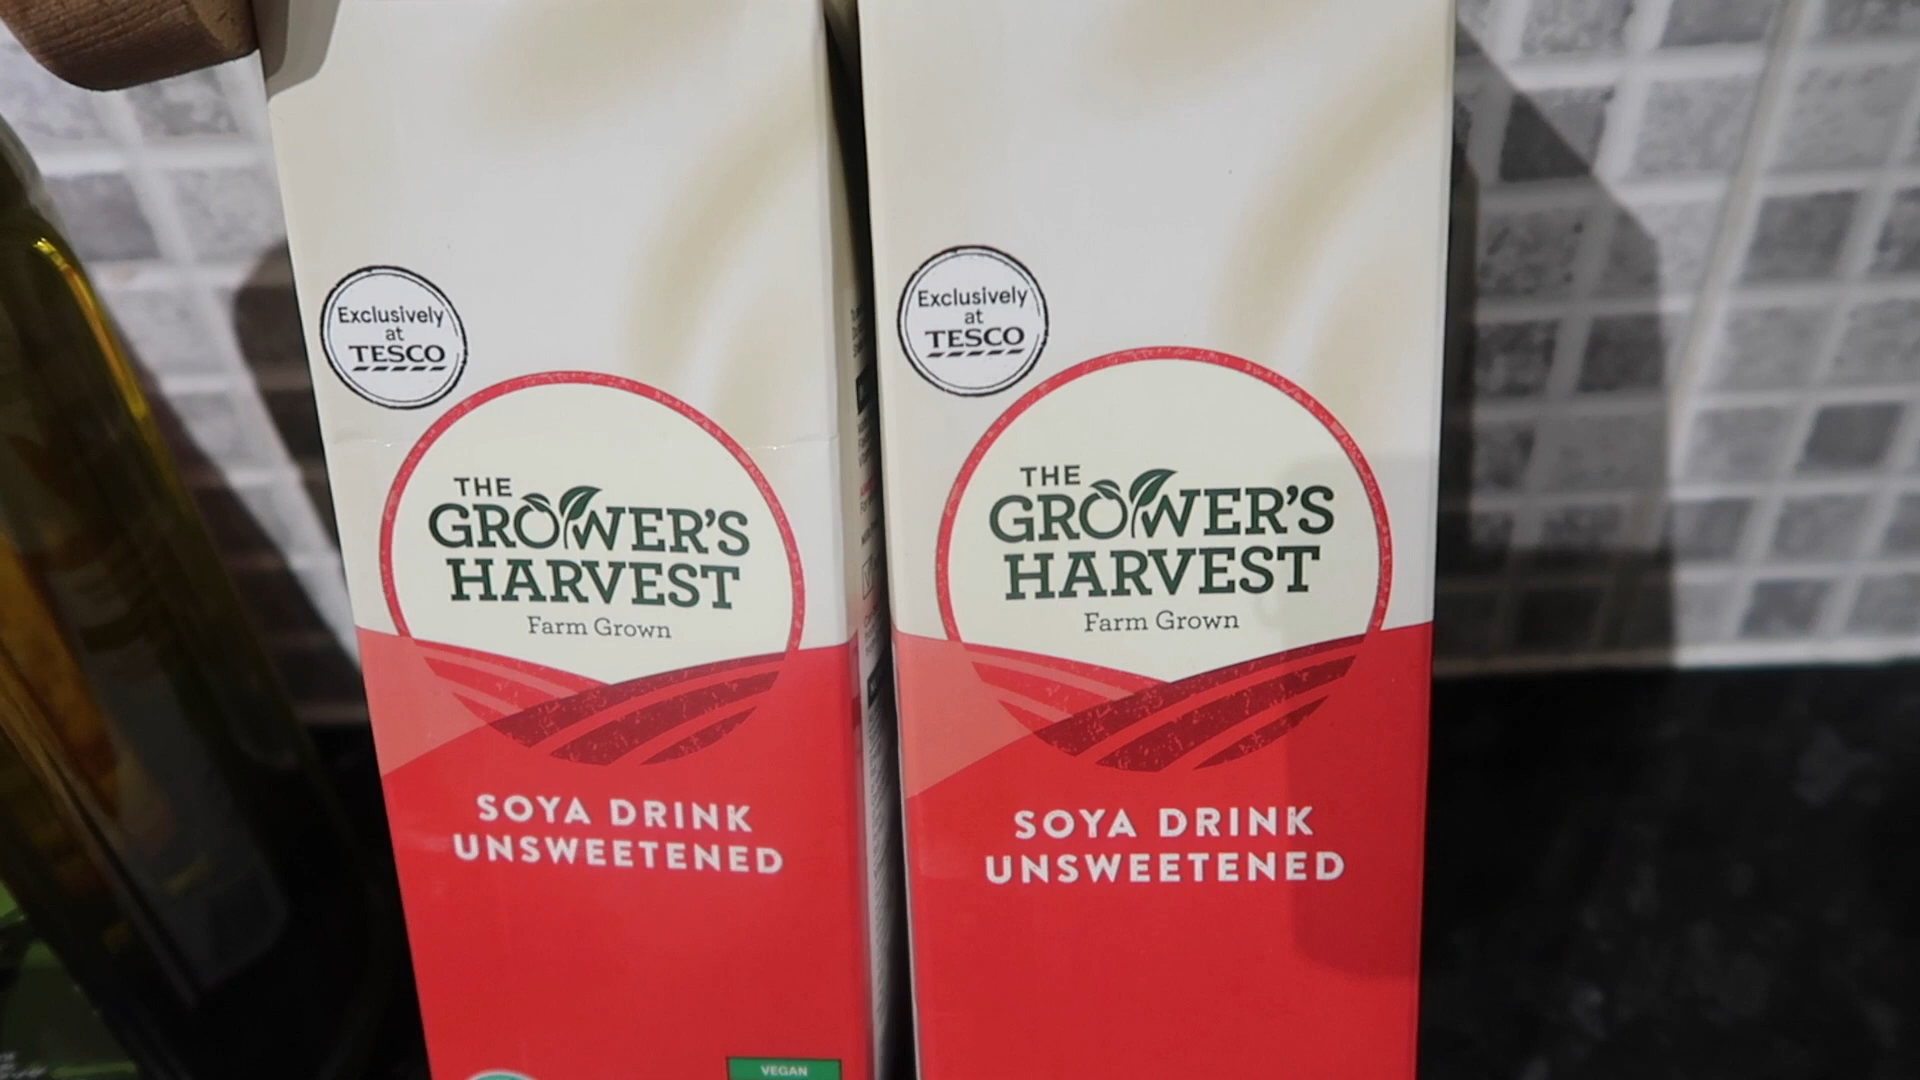 Exclusively
at
TESCO
THE
GROWER'S
HARVEST
Farm Grown
SOYA DRINK
UNSWEETENED
VEGAN
Exclusively
at
TESCO
THE
GROWER'S
HARVEST
Farm Grown
SOYA DRINK
UNSWEETENED